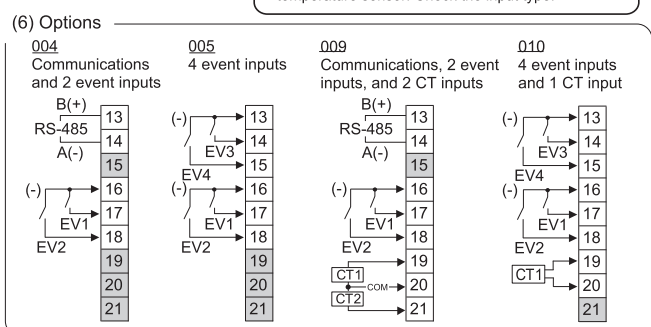 temperature sensor. Check the input type.
(6) Options
004
Communications
and 2 event inputs
B(+)
RS-485
A(-)
13
14
15
(-)
EV1
EV2
16
17
18
19
20
21
005
4 event inputs
(-)
EV3
EV4
13
14
15
(-)
EV1
EV2
16
17
18
19
20
21
009
Communications, 2 event
inputs, and 2 CT inputs
B(+)
RS-485
A(-)
13
14
15
(-)
EV1
EV2
16
17
18
CT1
COM
CT2
19
20
21
010
4 event inputs
and 1 CT input
(-)
EV3
EV4
13
14
15
(-)
EV1
EV2
16
17
18
CT1
19
20
21